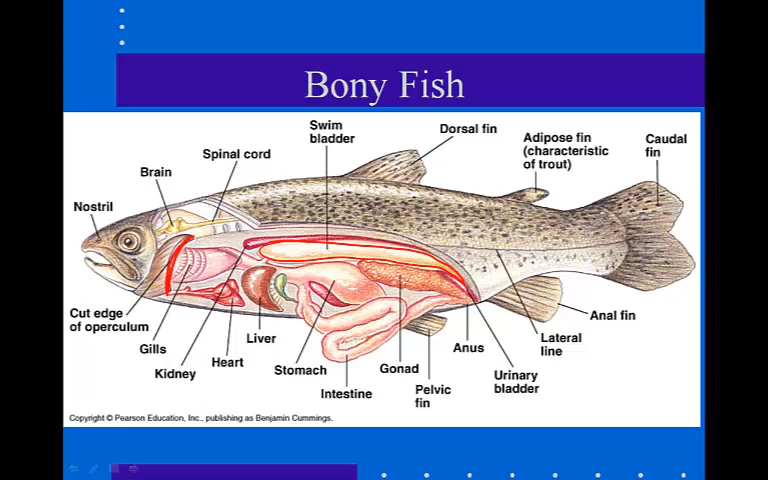 Bony Fish
Swim
bladder
Dorsal fin
Adipose fin
(characteristic
of trout)
Caudal
fin
Spinal cord
Brain
Nostril
Cut edge
of operculum
Gills
Kidney
Heart
Liver
Stomach
Intestine
Gonad
Pelvic
fin
Anus
Urinary
bladder
Lateral
line
Anal fin
Copyright © Pearson Education, Inc., publishing as Benjamin Cummings.